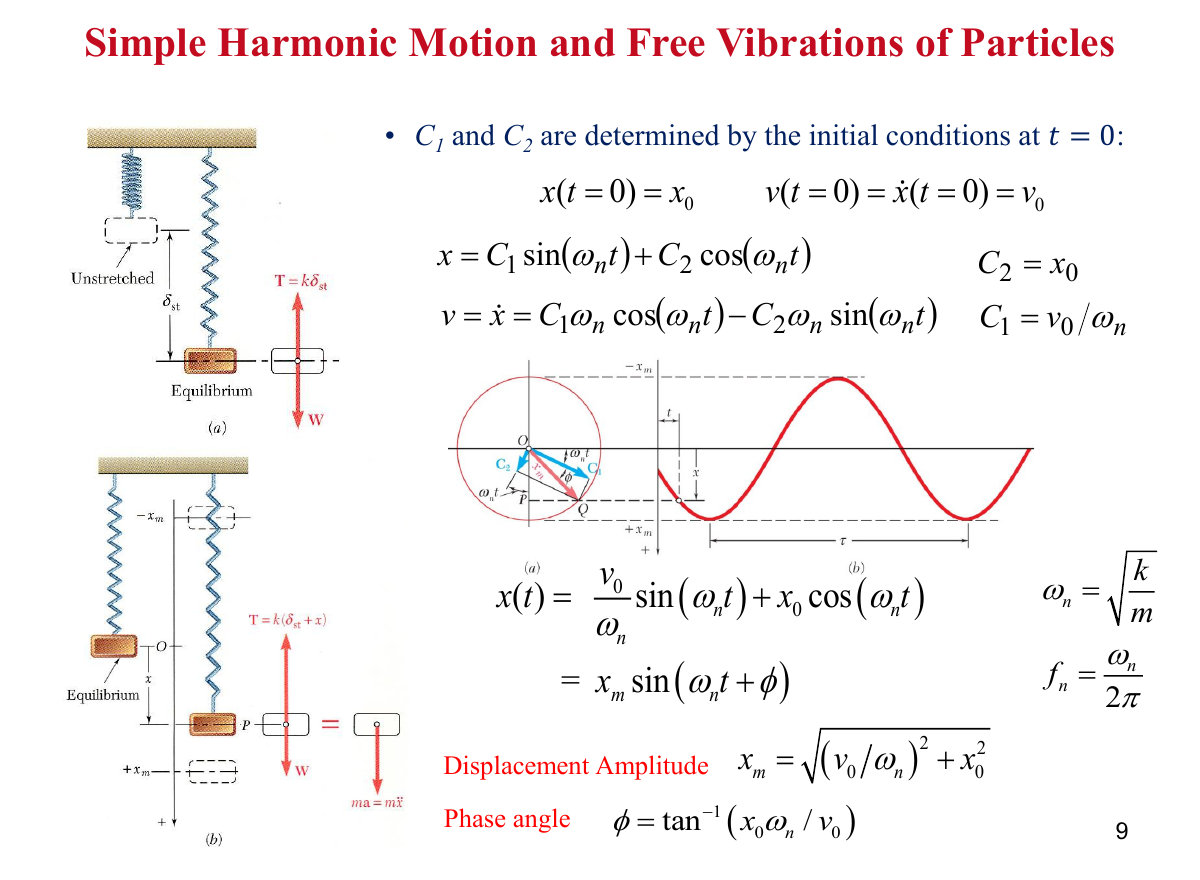 Simple Harmonic Motion and Free Vibrations of Particles
• C₁ and C₂ are determined by the initial conditions at t = 0:
x(t = 0) = x₀ v(t = 0) = ẋ(t = 0) = v₀
x = C₁ sin(ωₙt) + C₂ cos(ωₙt) C₂ = x₀
v = ẋ = C₁ωₙ cos(ωₙt) − C₂ωₙ sin(ωₙt) C₁ = v₀/ωₙ
Unstretched
δst
T = kδst
Equilibrium
W
(a)
−xₘ
T = k(δst + x)
O
x
Equilibrium
P
=
W
+xₘ
ma = mẍ
+
(b)
−xₘ
t
O
ωₙt
C₂
xₘ
C₁
ϕ
x
ωₙt
P
Q
+xₘ
+
τ
(a)
(b)
x(t) = v₀/ωₙ sin(ωₙt) + x₀ cos(ωₙt) ωₙ = √(k/m)
= xₘ sin(ωₙt + ϕ) fₙ = ωₙ/2π
Displacement Amplitude xₘ = √((v₀/ωₙ)² + x₀²)
Phase angle ϕ = tan⁻¹(x₀ωₙ / v₀)
9